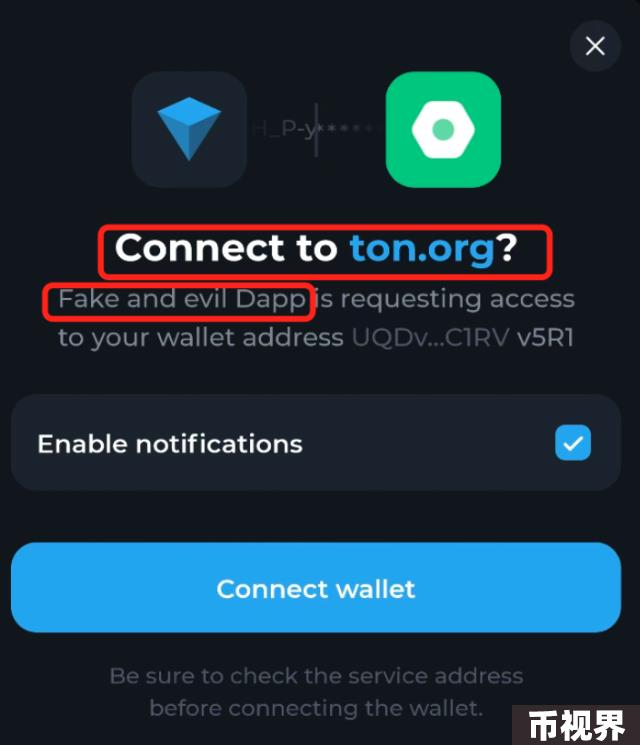 H_P-y******
Connect to ton.org?
Fake and evil Dapp is requesting access
to your wallet address UQDv...C1RV v5R1
Enable notifications
Connect wallet
Be sure to check the service address
before connecting the wallet.
币视界